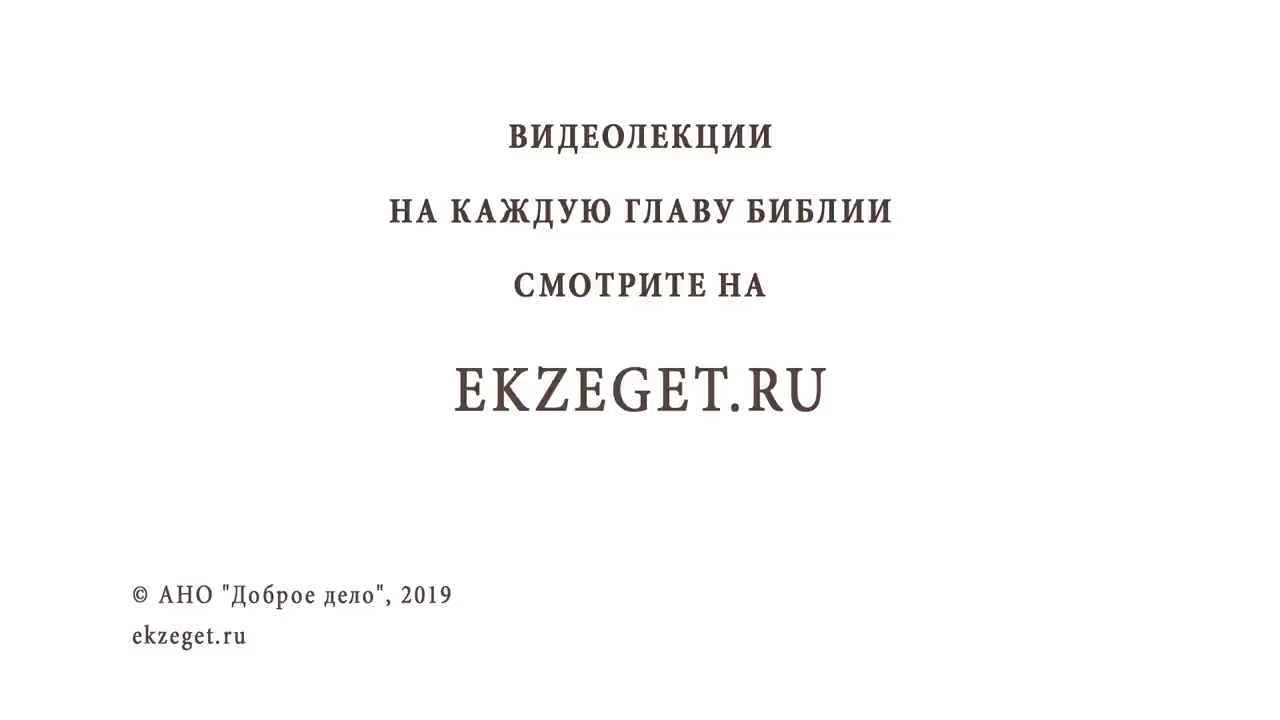 ВИДЕОЛЕКЦИИ
НА КАЖДУЮ ГЛАВУ БИБЛИИ
СМОТРИТЕ НА
EKZEGET.RU
© АНО "Доброе дело", 2019
ekzeget.ru